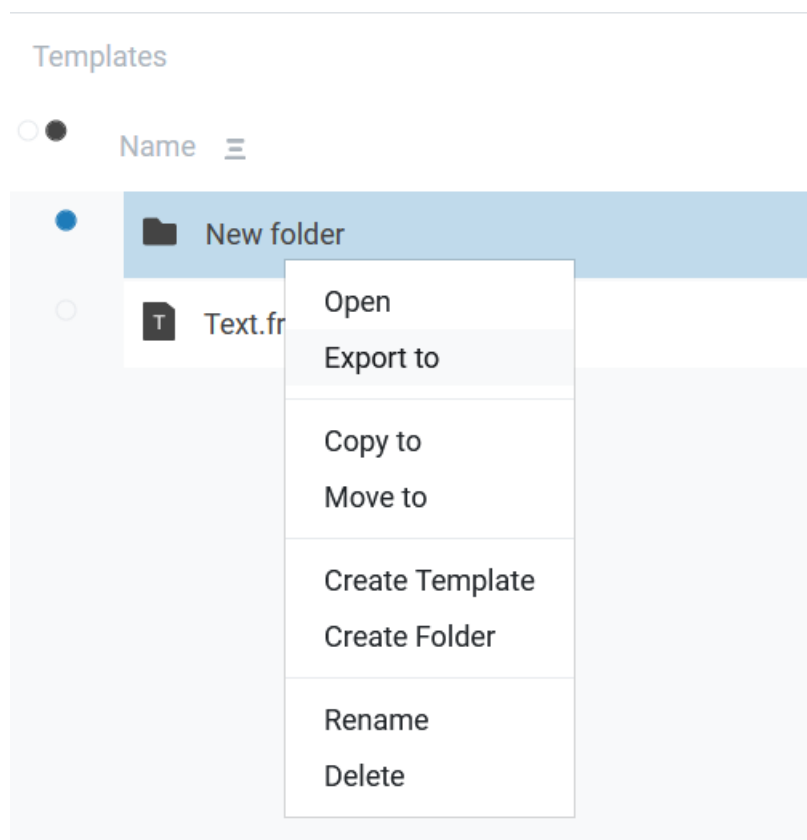 Templates
Name
New folder
T Text.fr
Open
Export to
Copy to
Move to
Create Template
Create Folder
Rename
Delete